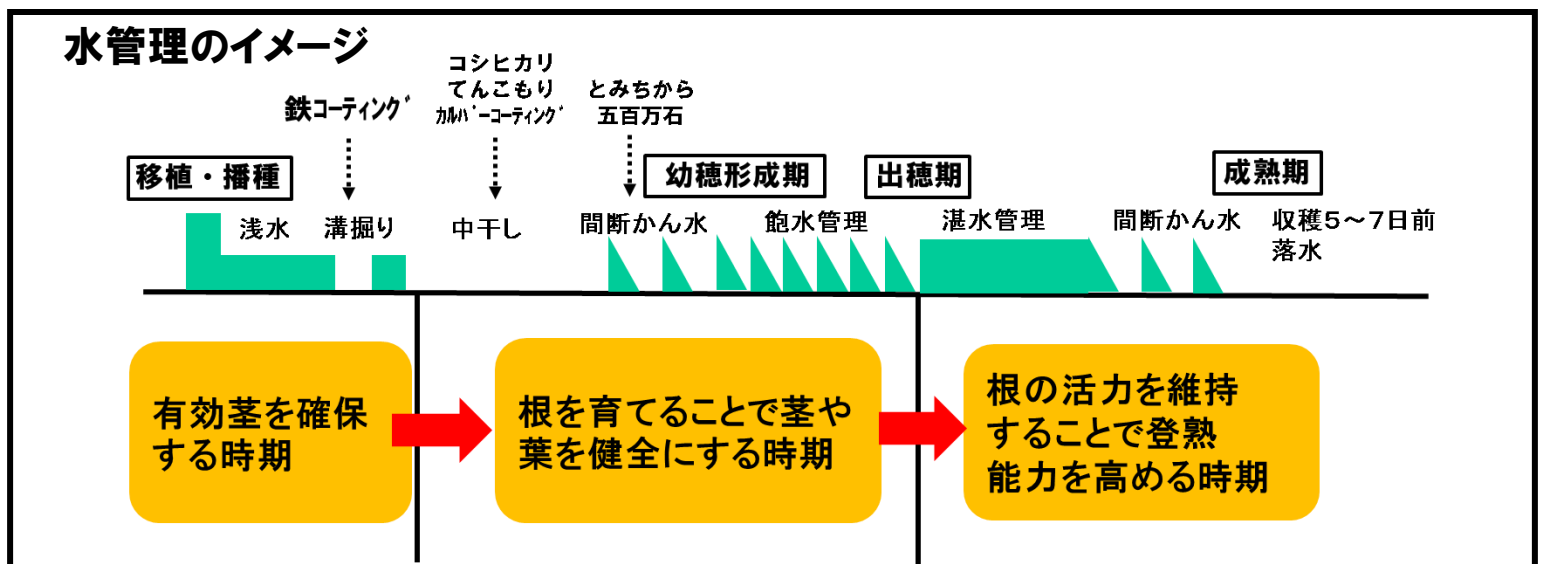 水管理のイメージ
鉄コーティング
コシヒカリ
てんこもり
カルパーコーティング
とみちから
五百万石
移植・播種
幼穂形成期
出穂期
成熟期
浅水
溝掘り
中干し
間断かん水
飽水管理
湛水管理
間断かん水
収穫5～7日前
落水
有効茎を確保
する時期
根を育てることで茎や
葉を健全にする時期
根の活力を維持
することで登熟
能力を高める時期